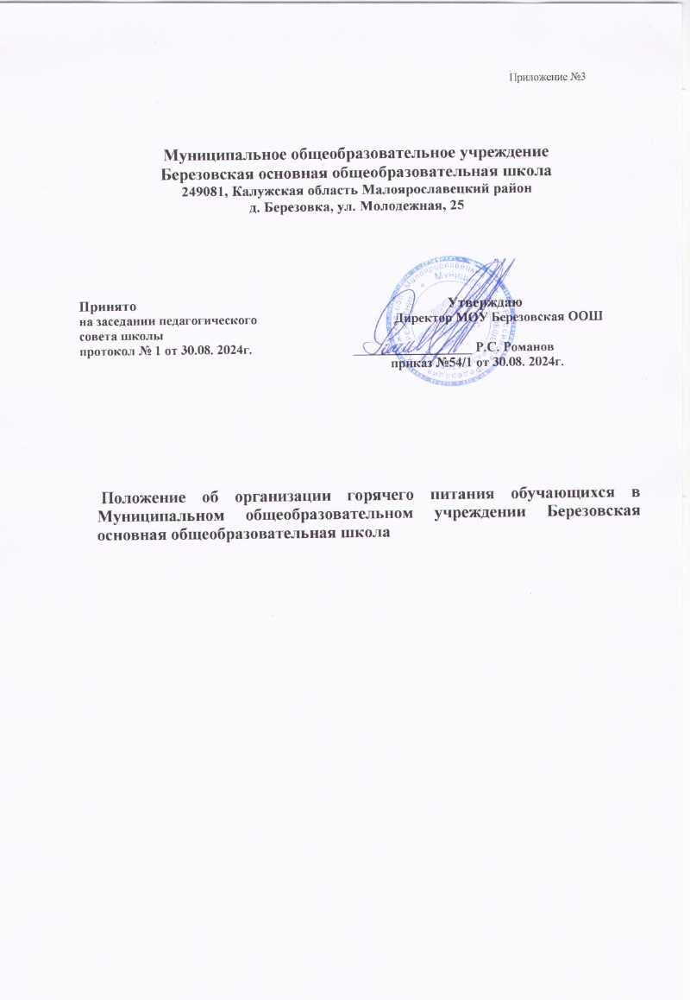 Приложение №3
Муниципальное общеобразовательное учреждение
Березовская основная общеобразовательная школа
249081, Калужская область Малоярославецкий район
д. Березовка, ул. Молодежная, 25
Принято
на заседании педагогического
совета школы
протокол № 1 от 30.08. 2024г.
Утверждаю
Директор МОУ Березовская ООШ
Р.С. Романов
приказ №54/1 от 30.08. 2024г.
Положение об организации горячего питания обучающихся в
Муниципальном общеобразовательном учреждении Березовская
основная общеобразовательная школа